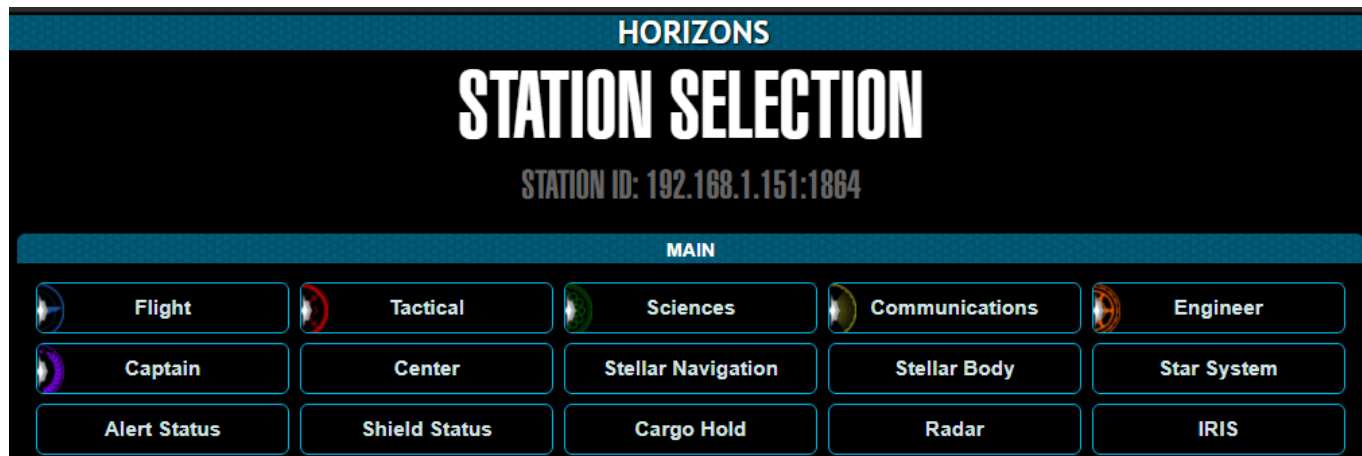 HORIZONS
STATION SELECTION
STATION ID: 192.168.1.151:1864
MAIN
Flight Tactical Sciences Communications Engineer
Captain Center Stellar Navigation Stellar Body Star System
Alert Status Shield Status Cargo Hold Radar IRIS